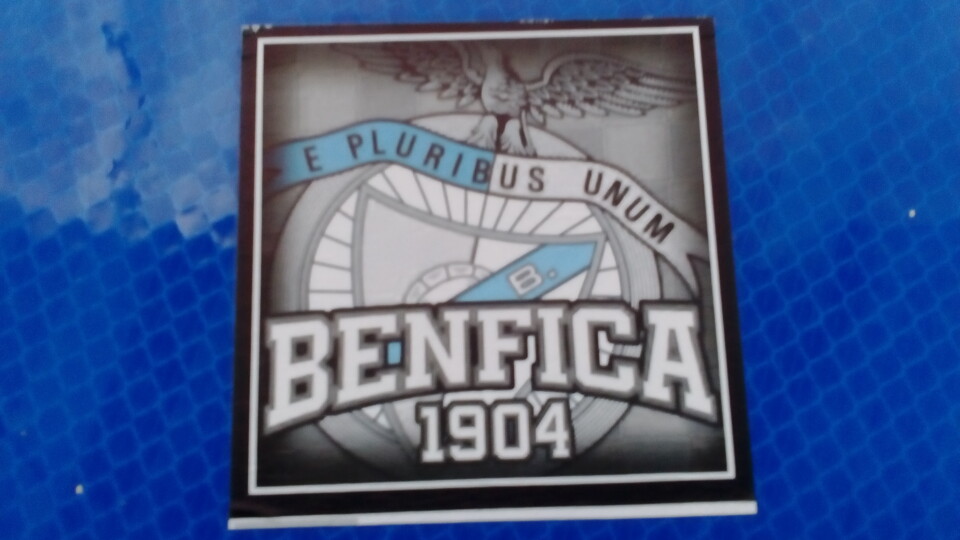 E PLURIBUS UNUM
B.
BENFICA
1904